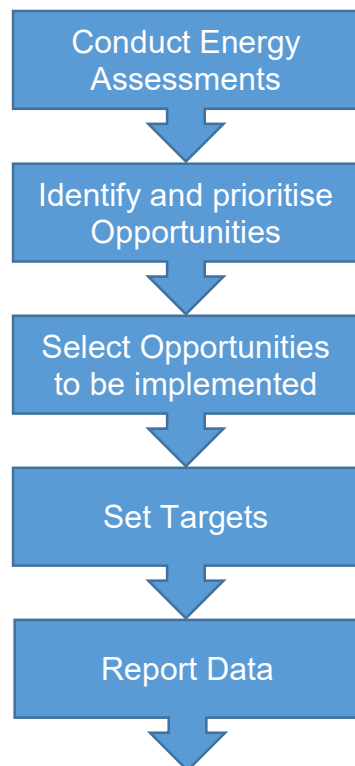 Conduct Energy
Assessments
Identify and prioritise
Opportunities
Select Opportunities
to be implemented
Set Targets
Report Data